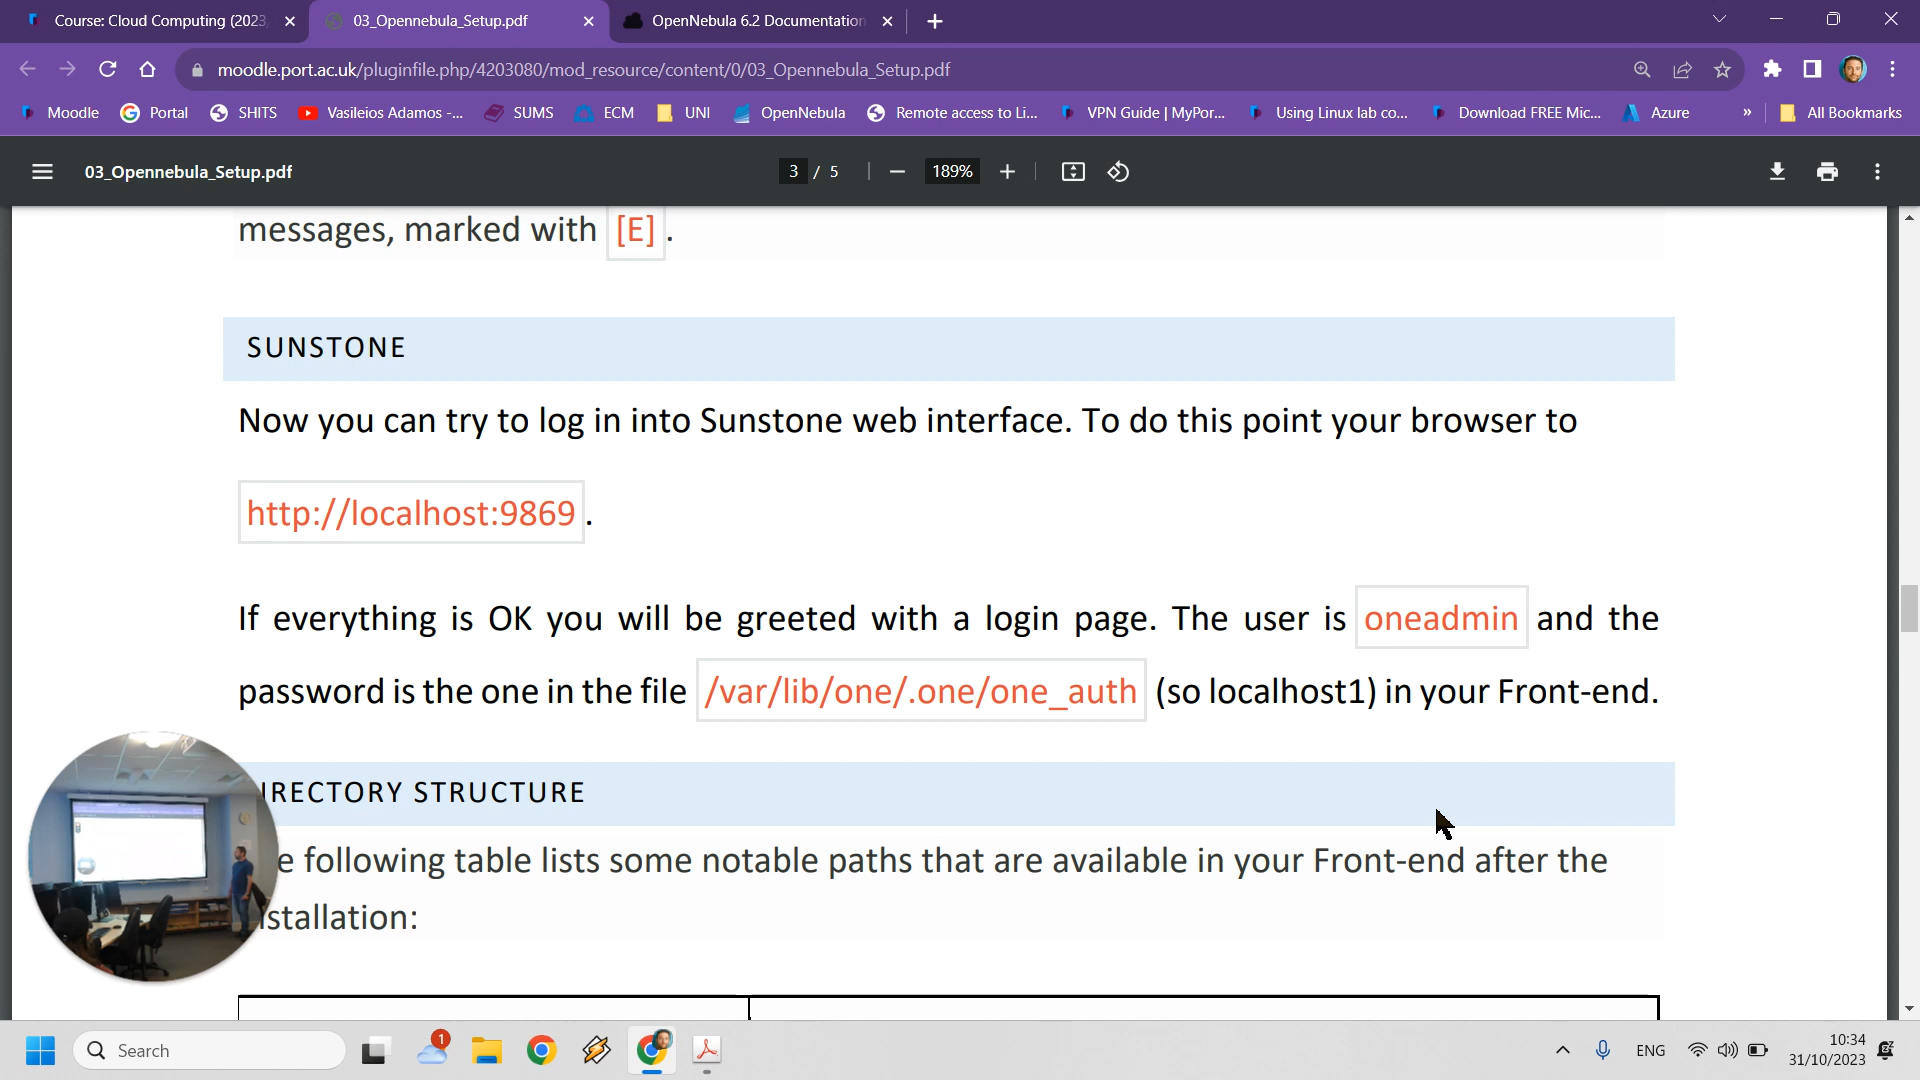 Course: Cloud Computing (2023
03_Opennebula_Setup.pdf
OpenNebula 6.2 Documentation
moodle.port.ac.uk/pluginfile.php/4203080/mod_resource/content/0/03_Opennebula_Setup.pdf
Moodle
Portal
SHITS
Vasileios Adamos -...
SUMS
ECM
UNI
OpenNebula
Remote access to Li...
VPN Guide | MyPor...
Using Linux lab co...
Download FREE Mic...
Azure
»
All Bookmarks
03_Opennebula_Setup.pdf
3 / 5
189%
messages, marked with [E] .
SUNSTONE
Now you can try to log in into Sunstone web interface. To do this point your browser to
http://localhost:9869 .
If everything is OK you will be greeted with a login page. The user is oneadmin and the
password is the one in the file /var/lib/one/.one/one_auth (so localhost1) in your Front-end.
IRECTORY STRUCTURE
e following table lists some notable paths that are available in your Front-end after the
stallation:
Search
1
ENG
10:34
31/10/2023